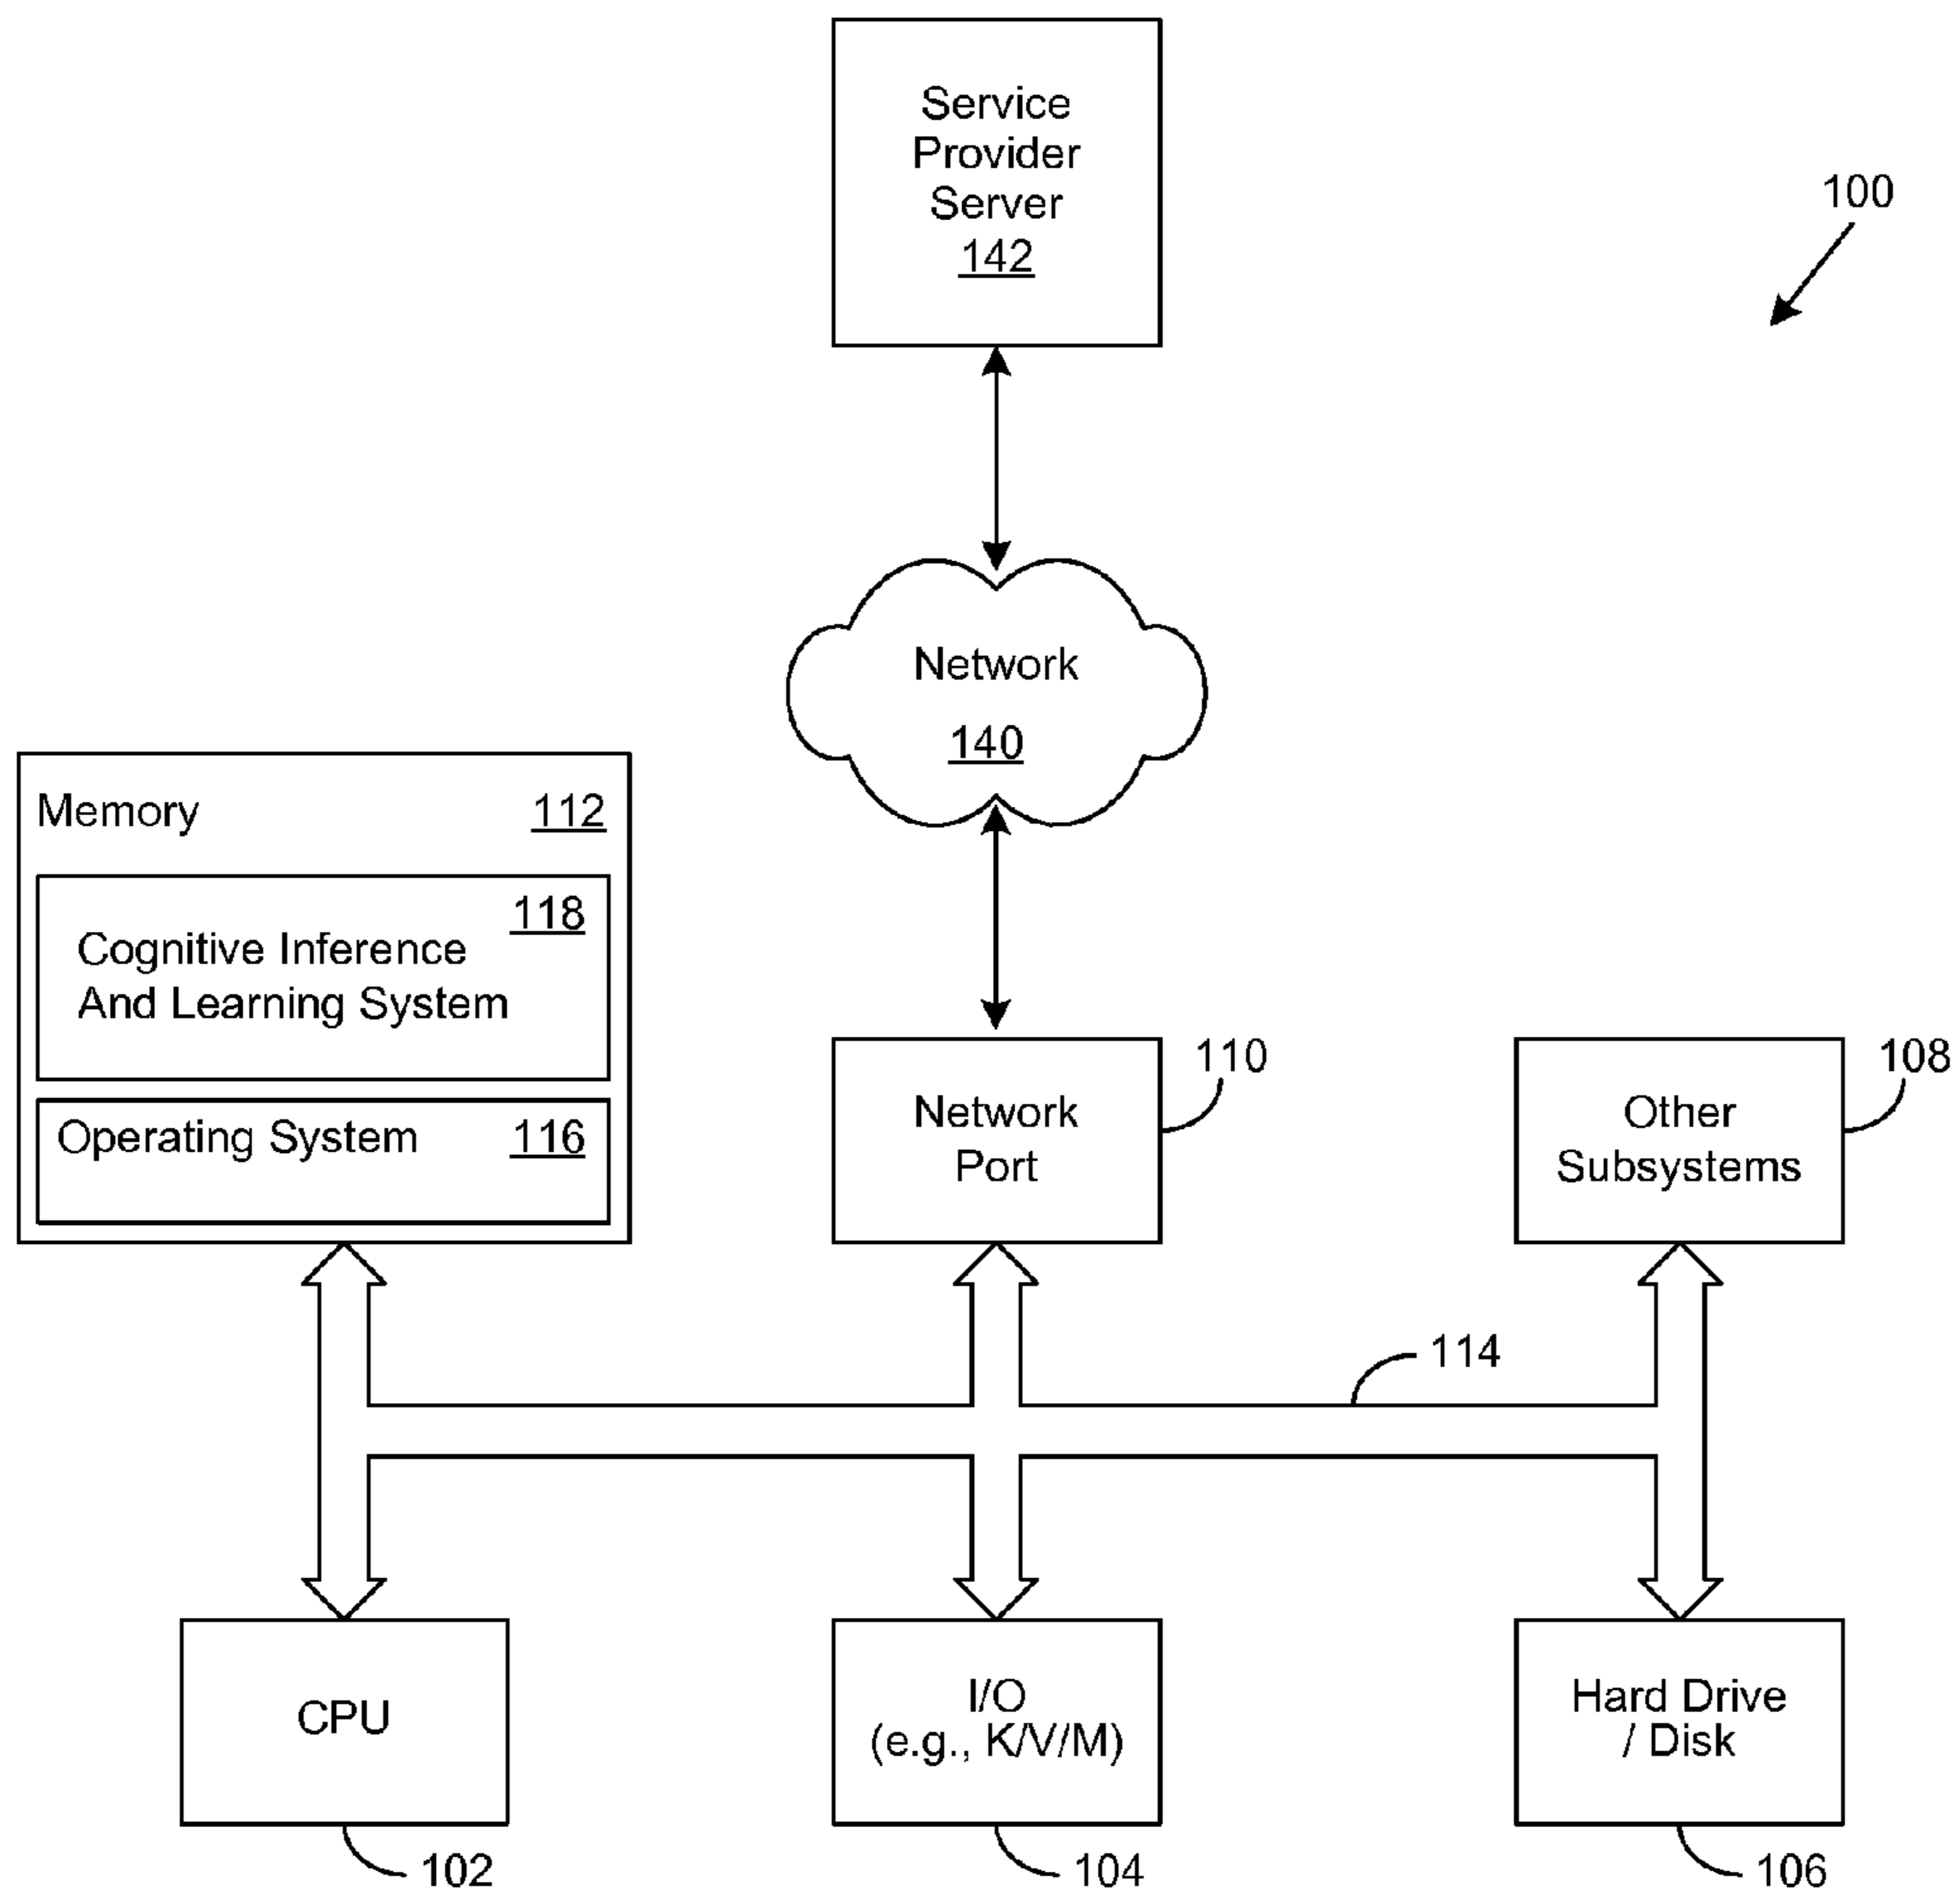 Service
Provider
Server
142
100
Network
140
Memory 112
118
Cognitive Inference
And Learning System
Operating System 116
Network
Port
110
Other
Subsystems
108
114
CPU
102
I/O
(e.g., K/V/M)
104
Hard Drive
/ Disk
106